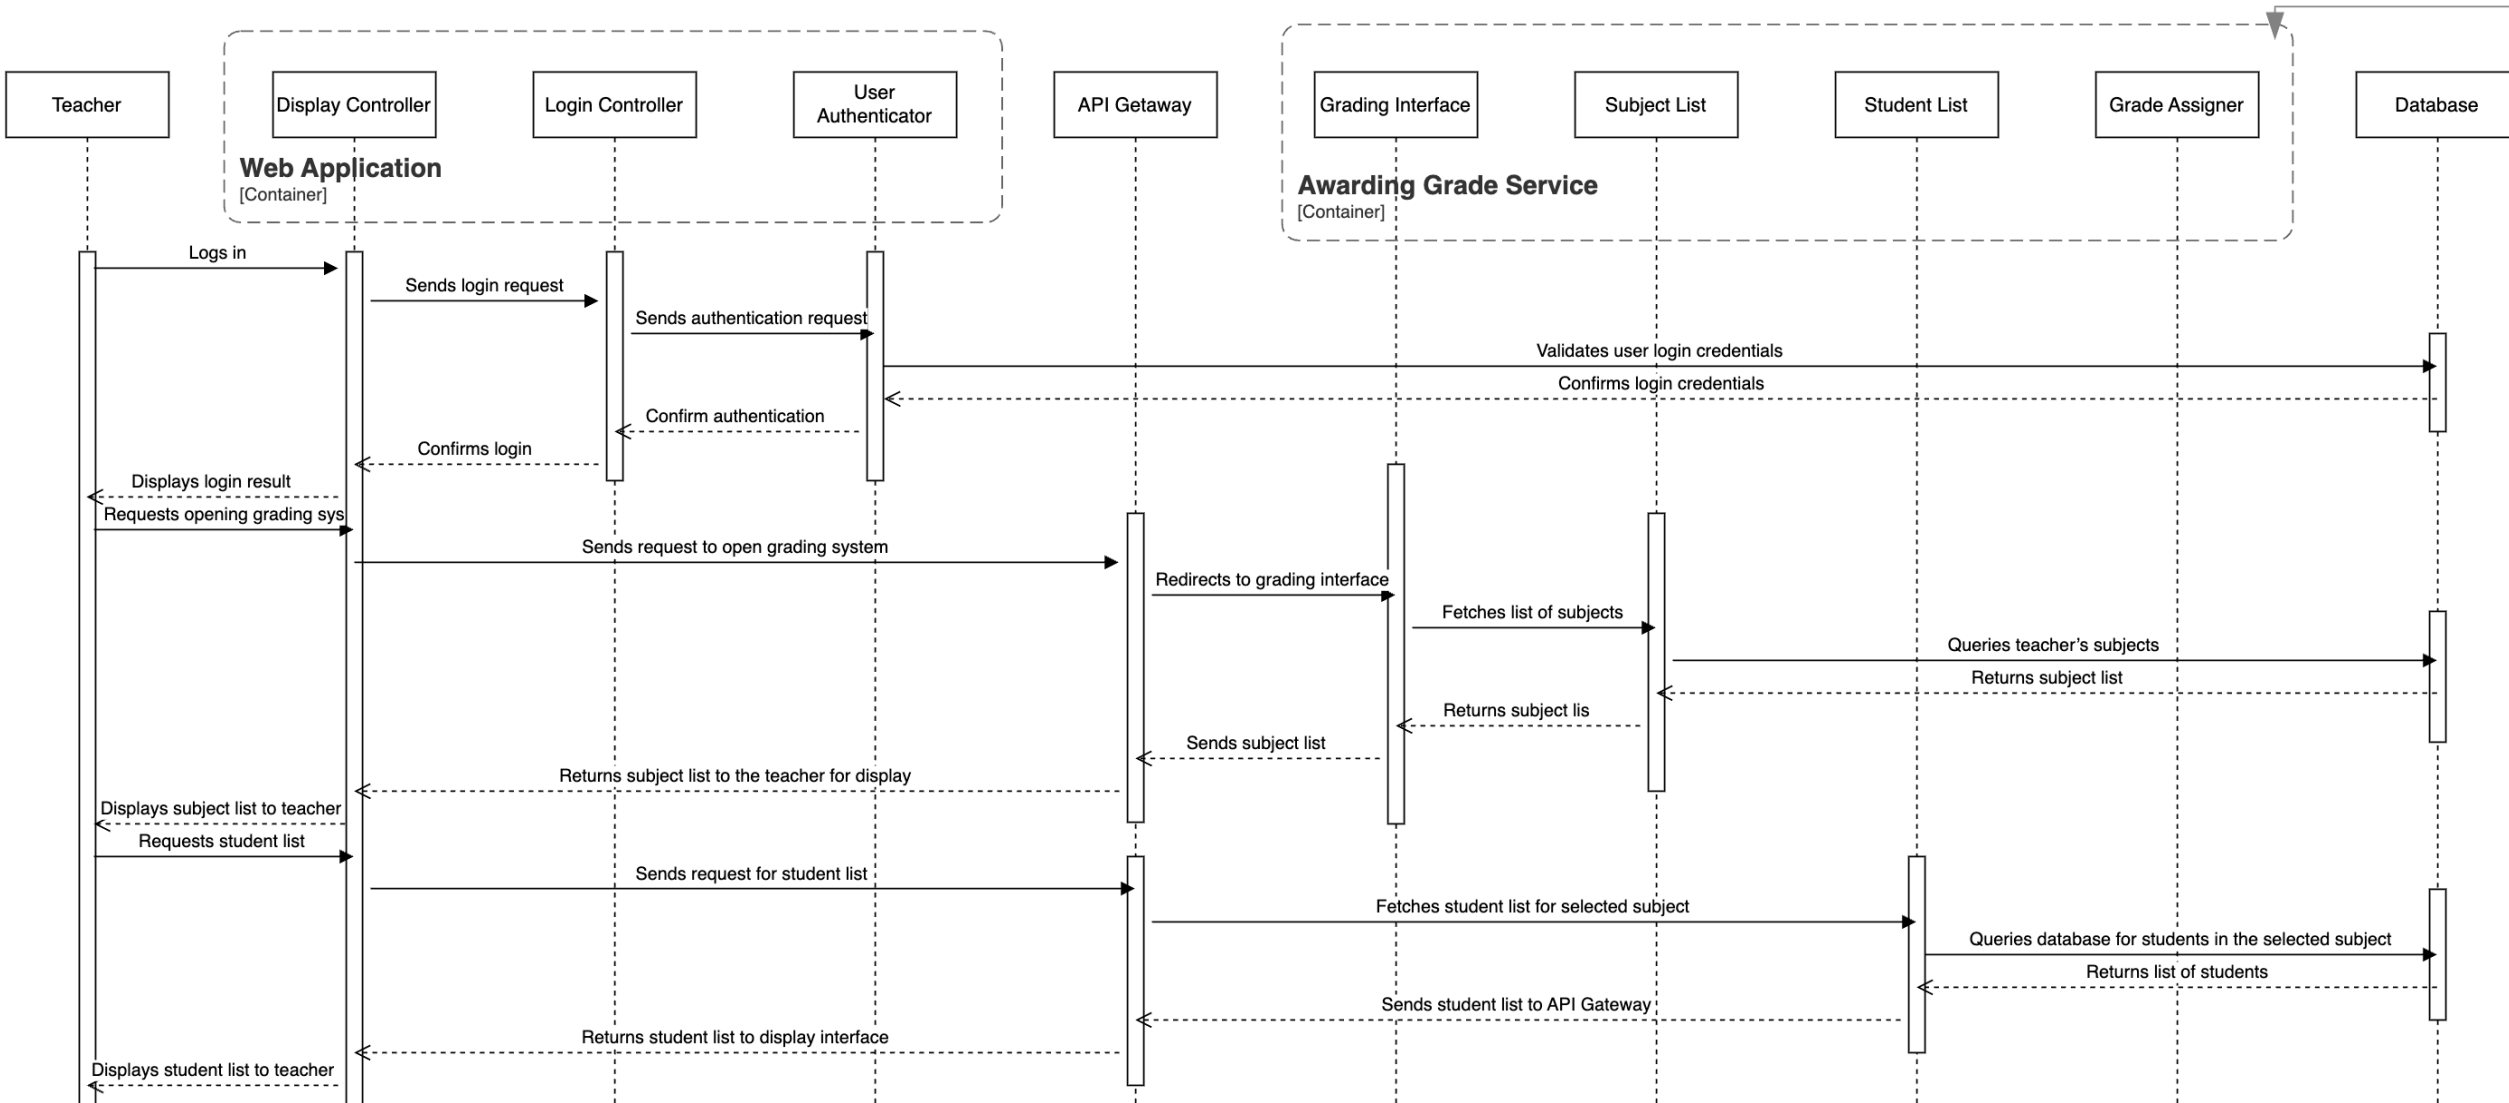 Teacher
Display Controller
Login Controller
User
Authenticator
API Getaway
Grading Interface
Subject List
Student List
Grade Assigner
Database
Web Application
[Container]
Awarding Grade Service
[Container]
Logs in
Sends login request
Sends authentication request
Validates user login credentials
Confirms login credentials
Confirm authentication
Confirms login
Displays login result
Requests opening grading sys
Sends request to open grading system
Redirects to grading interface
Fetches list of subjects
Queries teacher’s subjects
Returns subject list
Returns subject lis
Sends subject list
Returns subject list to the teacher for display
Displays subject list to teacher
Requests student list
Sends request for student list
Fetches student list for selected subject
Queries database for students in the selected subject
Returns list of students
Sends student list to API Gateway
Returns student list to display interface
Displays student list to teacher